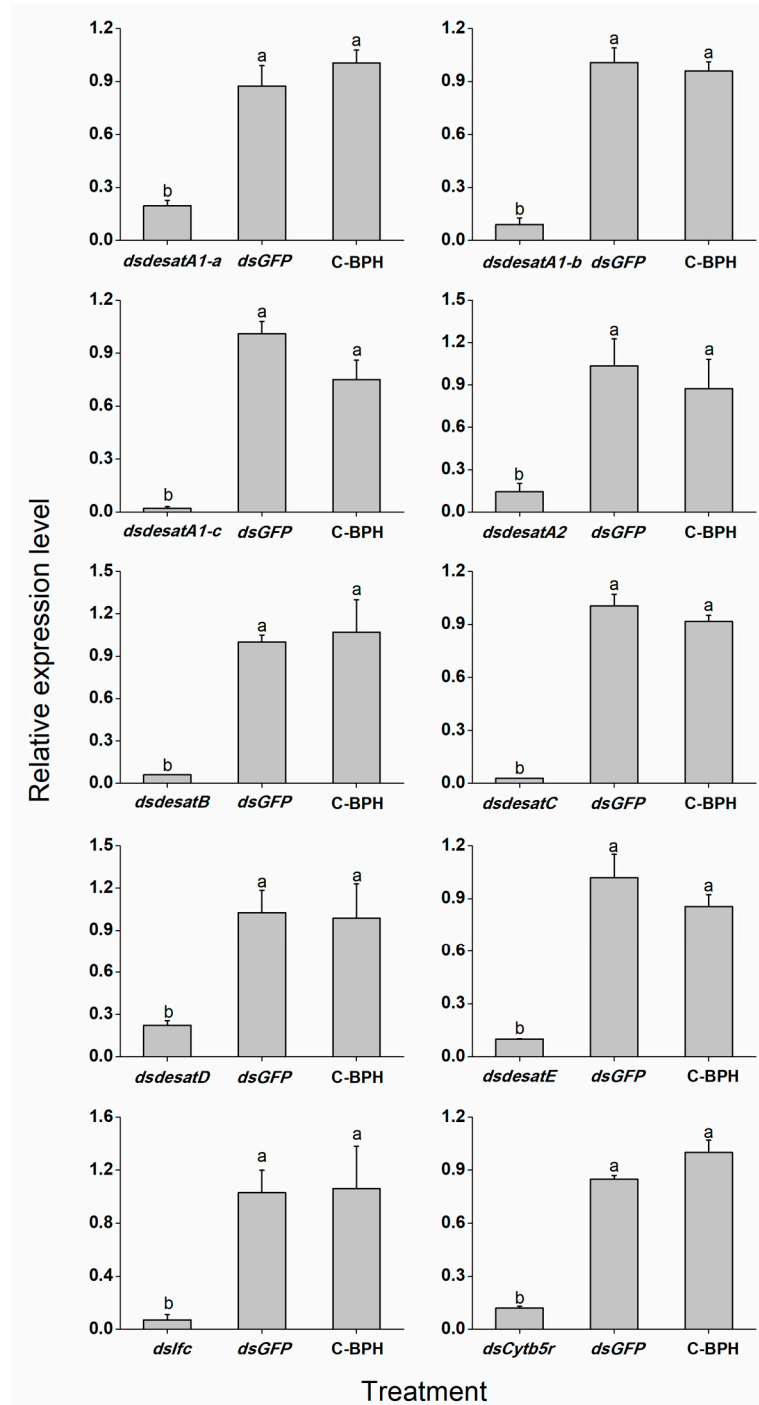 1.2 0.9 0.6 0.3 0.0
b a a
dsdesatA1-a dsGFP C-BPH
1.2 0.9 0.6 0.3 0.0
b a a
dsdesatA1-b dsGFP C-BPH
1.2 0.9 0.6 0.3 0.0
b a a
dsdesatA1-c dsGFP C-BPH
1.5 1.2 0.9 0.3 0.0
b a a
dsdesatA2 dsGFP C-BPH
1.5 1.2 0.9 0.6 0.3 0.0
b a a
dsdesatB dsGFP C-BPH
1.2 0.9 0.6 0.3 0.0
b a a
dsdesatC dsGFP C-BPH
1.5 1.2 0.9 0.6 0.3 0.0
b a a
dsdesatD dsGFP C-BPH
1.2 0.9 0.6 0.3 0.0
b a a
dsdesatE dsGFP C-BPH
1.6 1.2 0.8 0.4 0.0
b a a
dsIfc dsGFP C-BPH
1.2 0.9 0.6 0.3 0.0
b a a
dsCytb5r dsGFP C-BPH
Relative expression level
Treatment